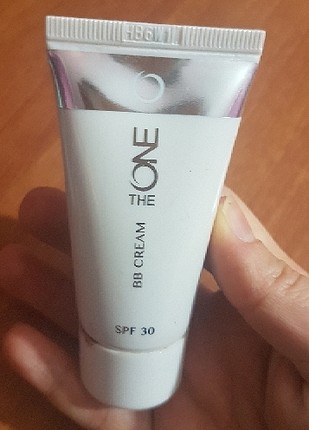 THE ONE
BB CREAM
SPF 30